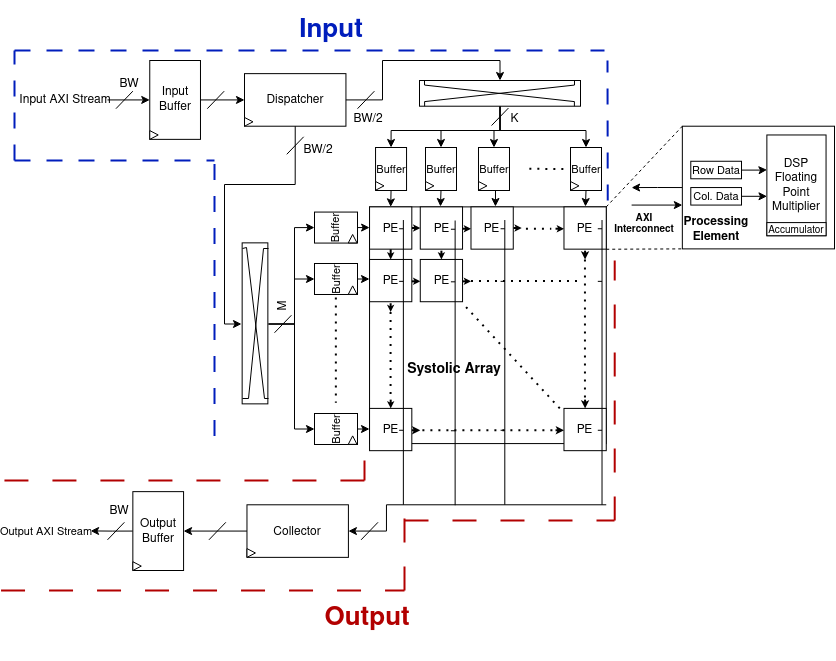 Input
Input AXI Stream
BW
Input
Buffer
Dispatcher
BW/2
BW/2
K
Buffer
Buffer
Buffer
Buffer
Buffer
Buffer
Buffer
M
PE
PE
PE
PE
PE
PE
PE
PE
Systolic Array
AXI
Interconnect
Processing
Element
Row Data
Col. Data
DSP
Floating
Point
Multiplier
Accumulator
Output AXI Stream
BW
Output
Buffer
Collector
Output